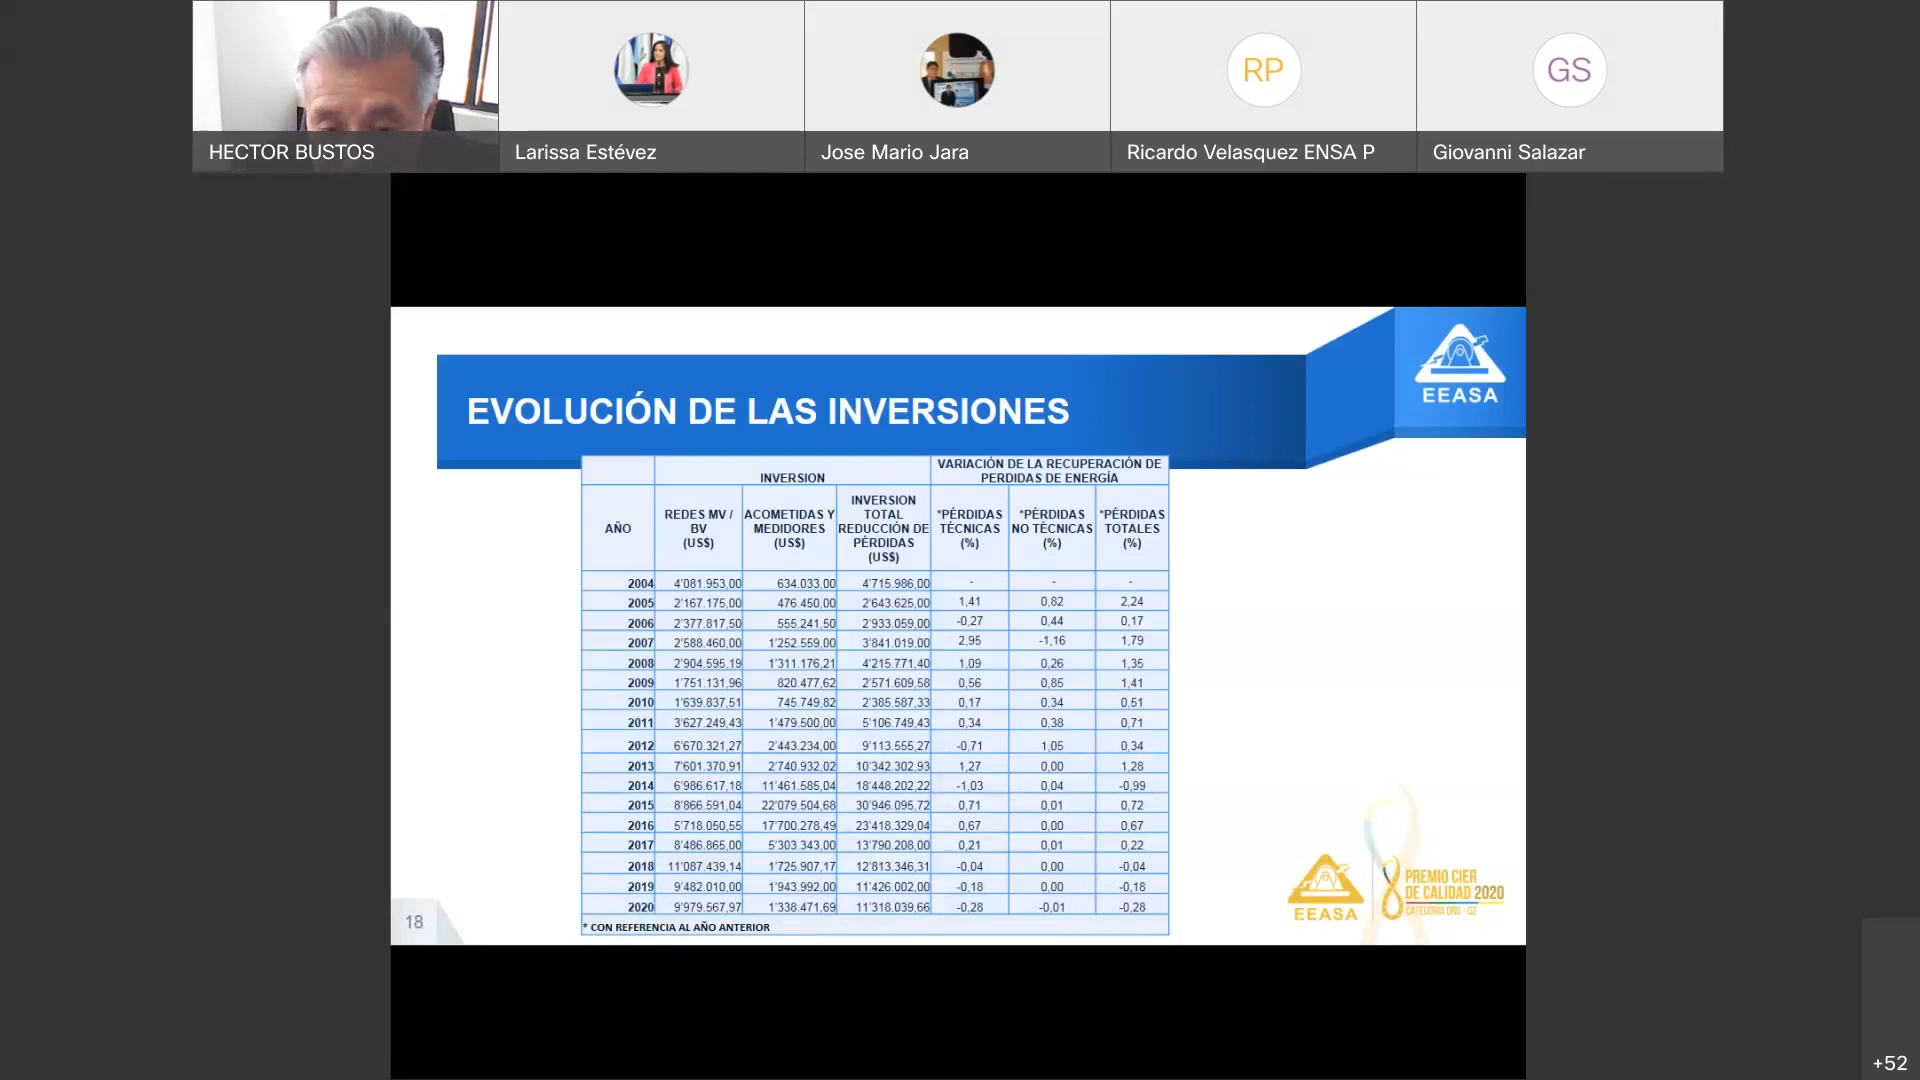 RP
GS
HECTOR BUSTOS
Larissa Estévez
Jose Mario Jara
Ricardo Velasquez ENSA P
Giovanni Salazar
EEASA
EVOLUCIÓN DE LAS INVERSIONES
INVERSION
VARIACIÓN DE LA RECUPERACIÓN DE
PERDIDAS DE ENERGÍA
AÑO
REDES MV /
BV
(US$)
ACOMETIDAS Y
MEDIDORES
(US$)
INVERSION
TOTAL
REDUCCIÓN DE
PÉRDIDAS
(US$)
*PÉRDIDAS
TÉCNICAS
(%)
*PÉRDIDAS
NO TÉCNICAS
(%)
*PÉRDIDAS
TOTALES
(%)
2004 4'081.953,00 634.033,00 4'715.986,00 - - -
2005 2'167.175,00 476.450,00 2'643.625,00 1,41 0,82 2,24
2006 2'377.817,50 555.241,50 2'933.059,00 -0,27 0,44 0,17
2007 2'588.460,00 1'252.559,00 3'841.019,00 2,95 -1,16 1,79
2008 2'904.595,19 1'311.176,21 4'215.771,40 1,09 0,26 1,35
2009 1'751.131,96 820.477,62 2'571.609,58 0,56 0,85 1,41
2010 1'639.837,51 745.749,82 2'385.587,33 0,17 0,34 0,51
2011 3'627.249,43 1'479.500,00 5'106.749,43 0,34 0,38 0,71
2012 6'670.321,27 2'443.234,00 9'113.555,27 -0,71 1,05 0,34
2013 7'601.370,91 2'740.932,02 10'342.302,93 1,27 0,00 1,28
2014 6'986.617,18 11'461.585,04 18'448.202,22 -1,03 0,04 -0,99
2015 8'866.591,04 22'079.504,68 30'946.095,72 0,71 0,01 0,72
2016 5'718.050,55 17'700.278,49 23'418.329,04 0,67 0,00 0,67
2017 8'486.865,00 5'303.343,00 13'790.208,00 0,21 0,01 0,22
2018 11'087.439,14 1'725.907,17 12'813.346,31 -0,04 0,00 -0,04
2019 9'482.010,00 1'943.992,00 11'426.002,00 -0,18 0,00 -0,18
2020 9'979.567,97 1'338.471,69 11'318.039,66 -0,28 -0,01 -0,28
* CON REFERENCIA AL AÑO ANTERIOR
18
EEASA
PREMIO CIER
DE CALIDAD 2020
CATEGORIA ORO - G2
+52